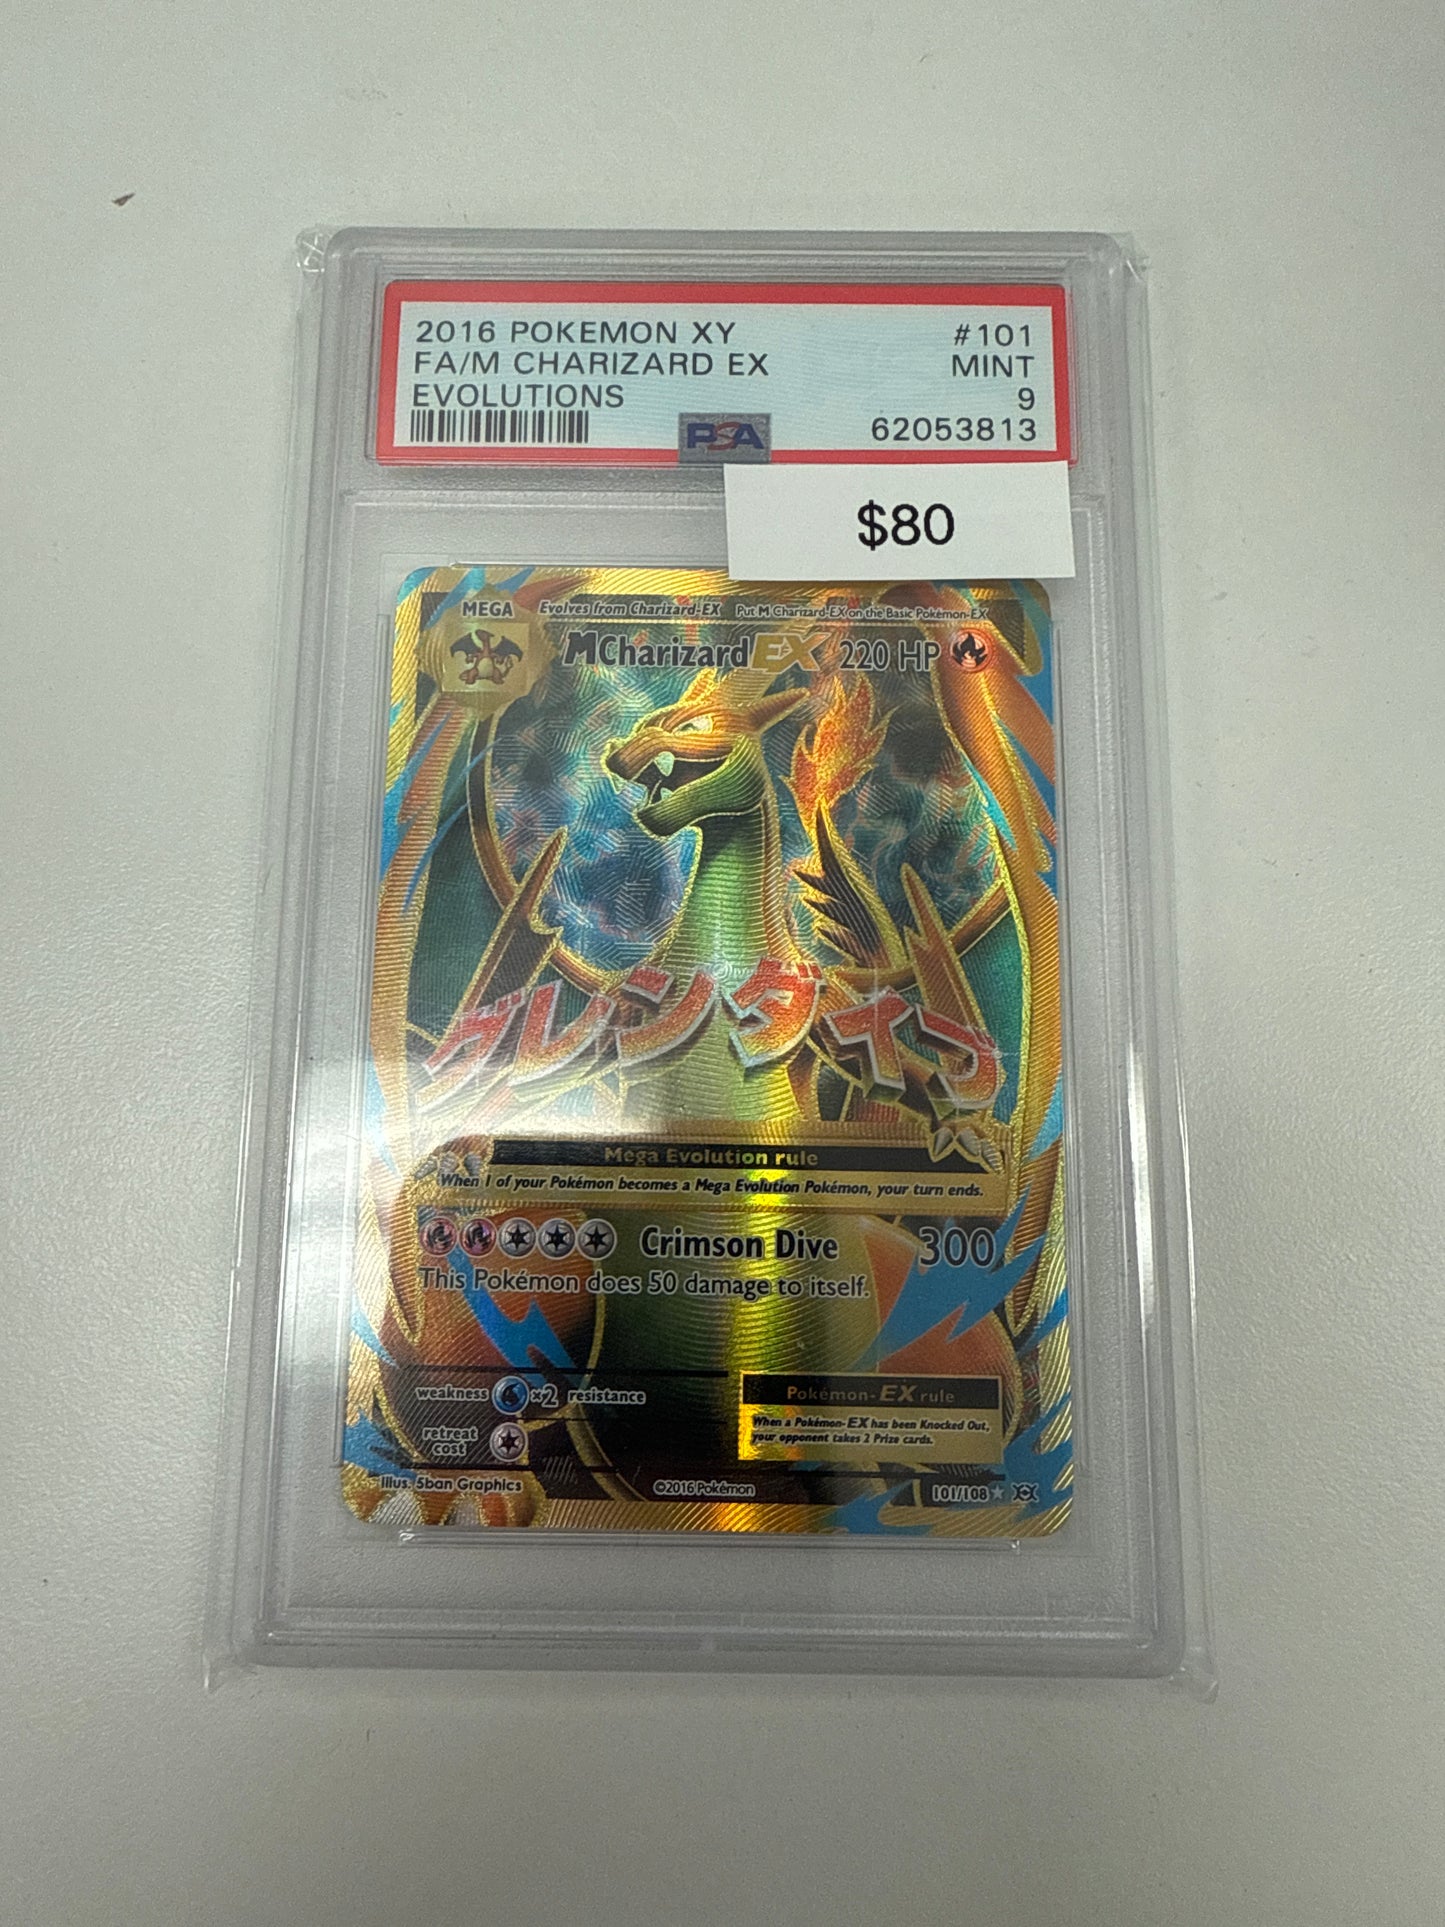 2016 POKEMON XY #101
FA/M CHARIZARD EX MINT
EVOLUTIONS 9
PSA 62053813
$80
MEGA Evolves from Charizard-EX Put M Charizard-EX on the Basic Pokémon-EX
MCharizard EX 220 HP
グレンダイブ
Mega Evolution rule
When 1 of your Pokémon becomes a Mega Evolution Pokémon, your turn ends.
Crimson Dive 300
This Pokémon does 50 damage to itself.
weakness ×2 resistance
retreat
cost
Pokémon-EX rule
When a Pokémon-EX has been Knocked Out,
your opponent takes 2 Prize cards.
Illus. 5ban Graphics ©2016 Pokémon 101/108★ XY